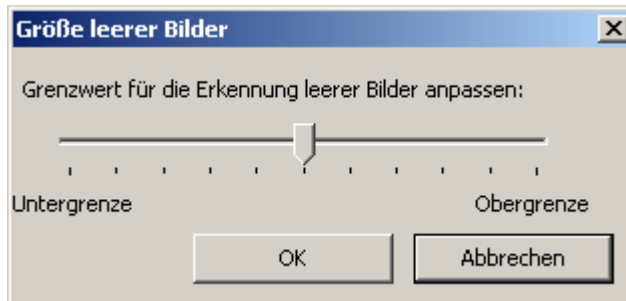 Größe leerer Bilder
Grenzwert für die Erkennung leerer Bilder anpassen:
Untergrenze Obergrenze
OK Abbrechen